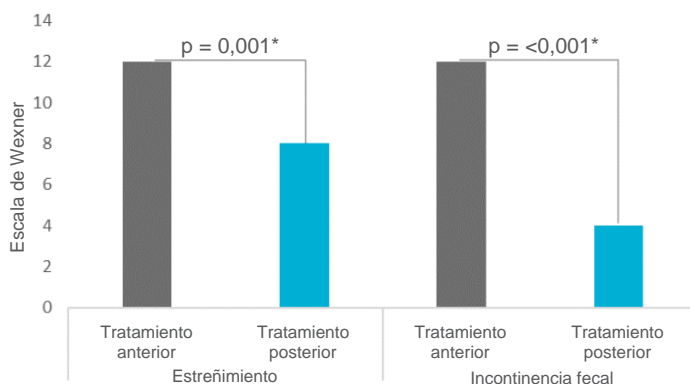 14
12
10
8
6
4
2
0
Escala de Wexner
p = 0,001*
p = <0,001*
Tratamiento
anterior
Tratamiento
posterior
Tratamiento
anterior
Tratamiento
posterior
Estreñimiento
Incontinencia fecal